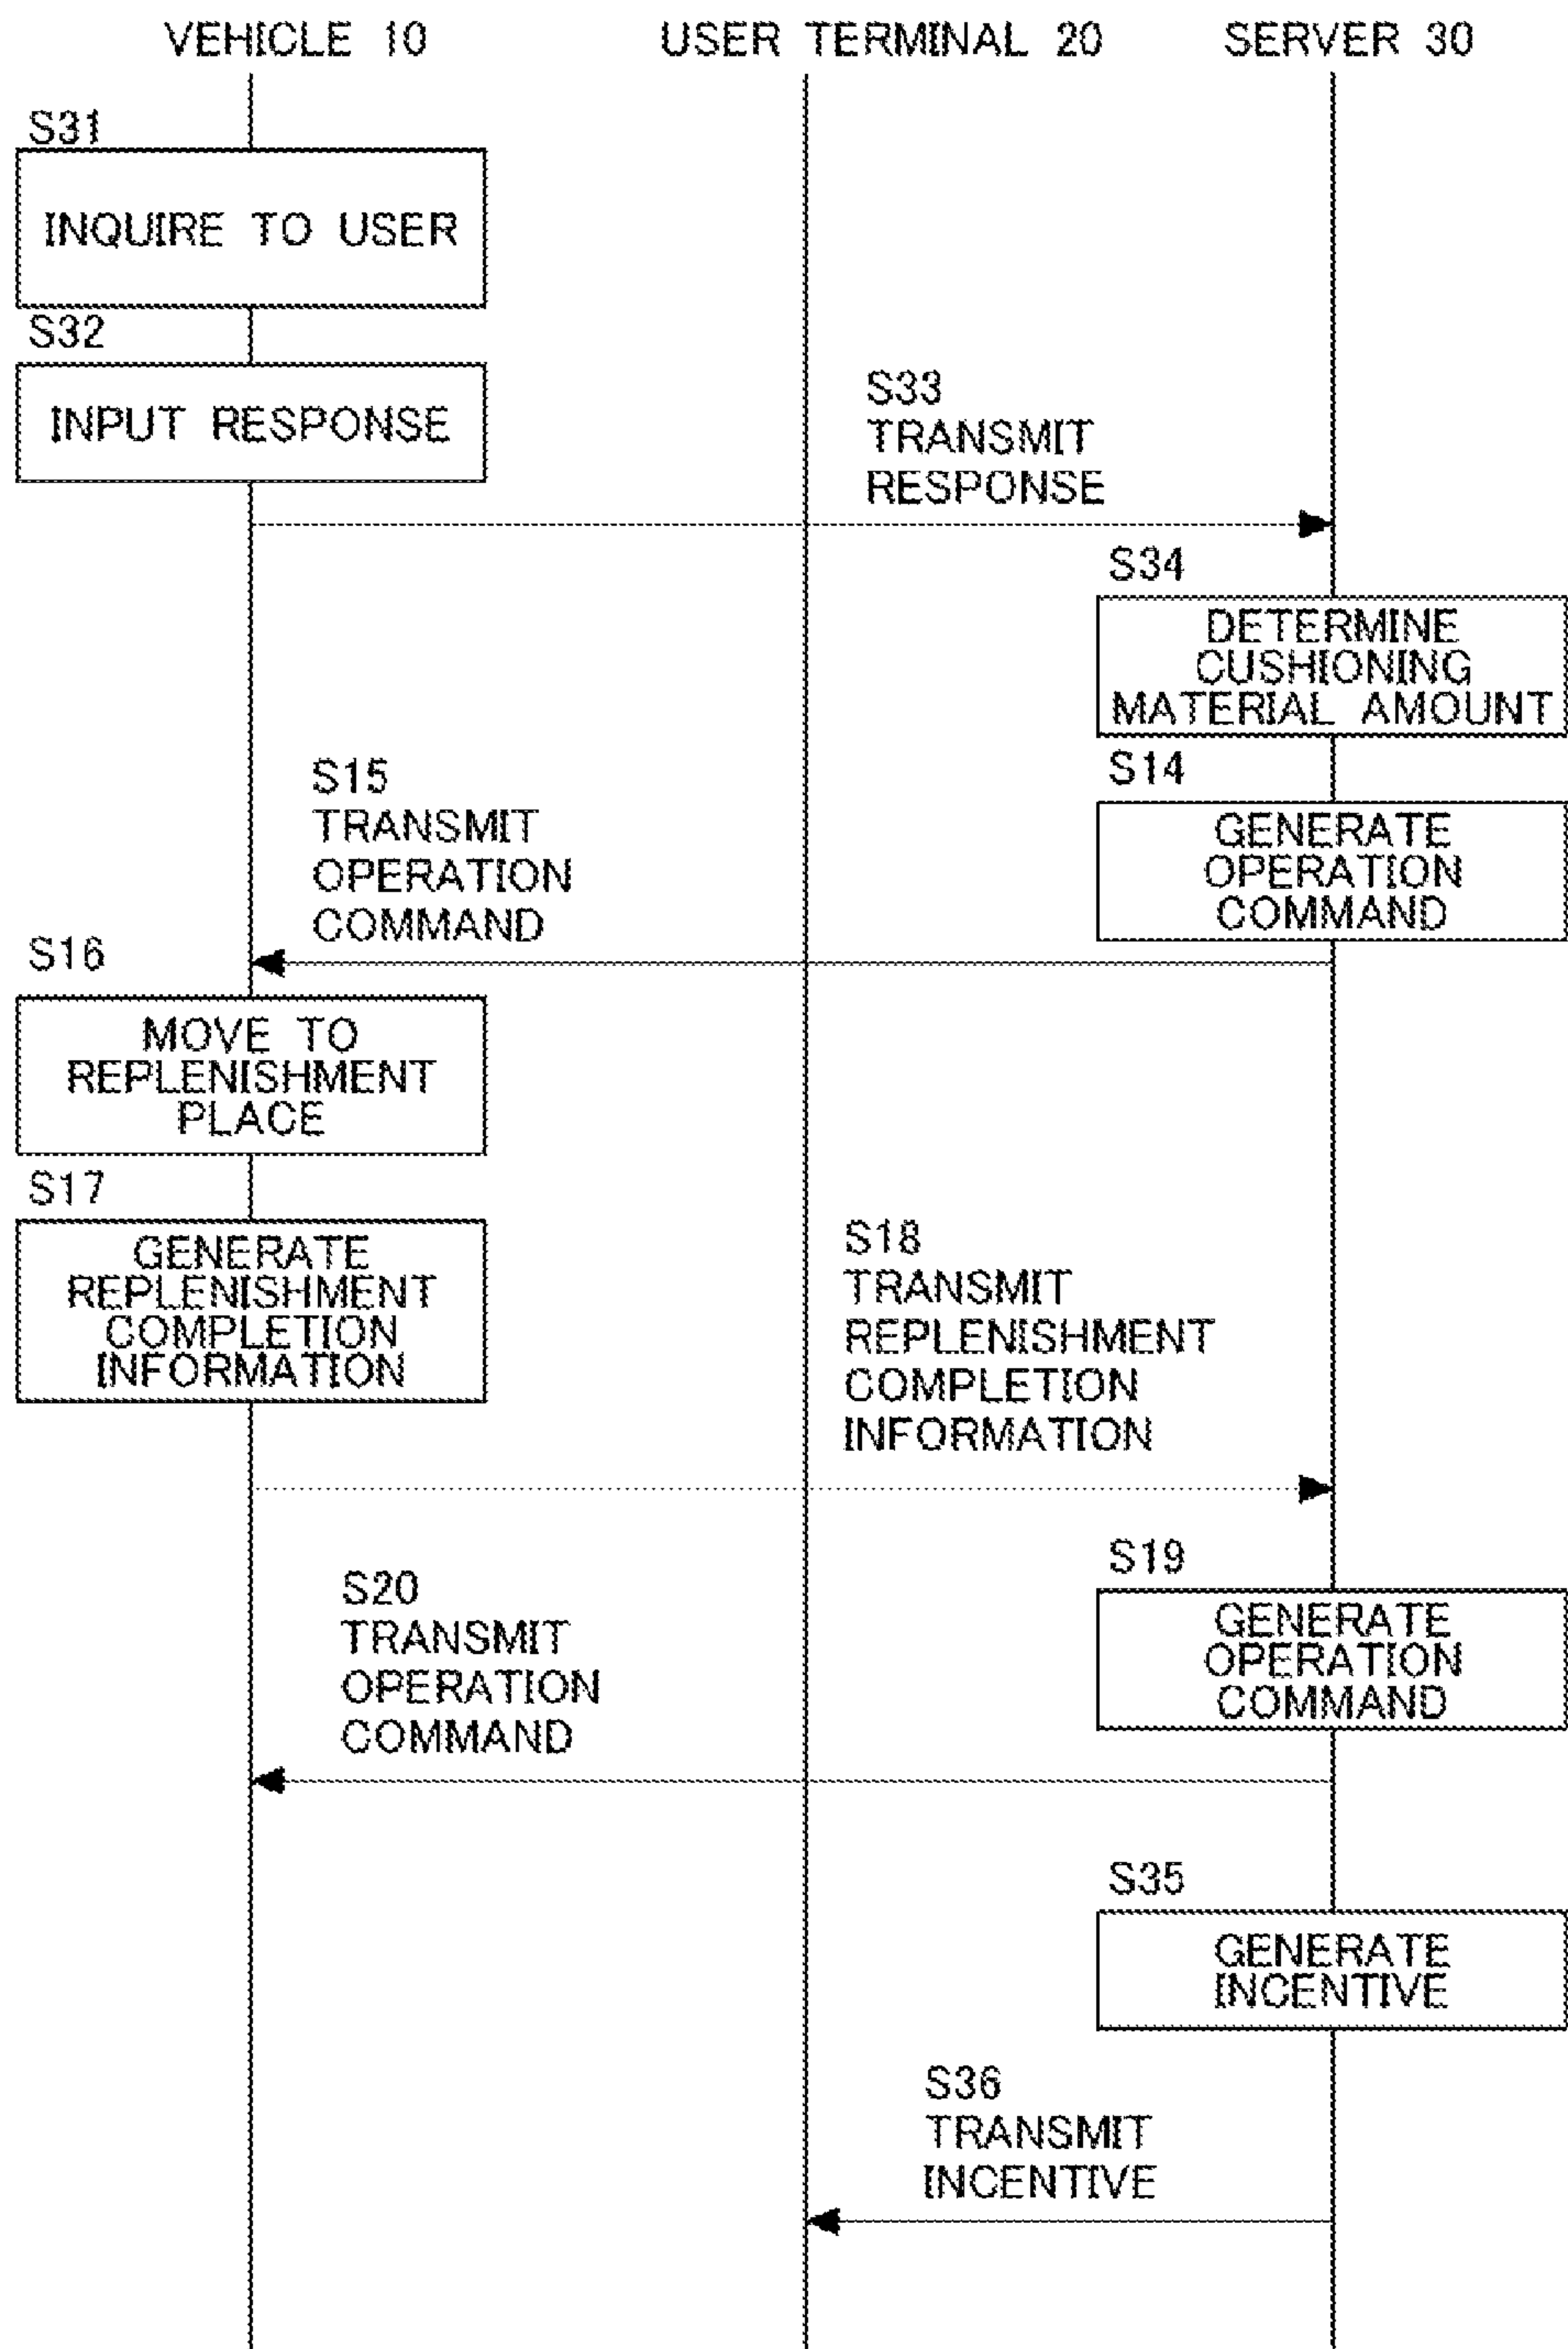 VEHICLE 10
USER TERMINAL 20
SERVER 30
S31
INQUIRE TO USER
S32
INPUT RESPONSE
S33
TRANSMIT
RESPONSE
S34
DETERMINE
CUSHIONING
MATERIAL AMOUNT
S14
GENERATE
OPERATION
COMMAND
S15
TRANSMIT
OPERATION
COMMAND
S16
MOVE TO
REPLENISHMENT
PLACE
S17
GENERATE
REPLENISHMENT
COMPLETION
INFORMATION
S18
TRANSMIT
REPLENISHMENT
COMPLETION
INFORMATION
S19
GENERATE
OPERATION
COMMAND
S20
TRANSMIT
OPERATION
COMMAND
S35
GENERATE
INCENTIVE
S36
TRANSMIT
INCENTIVE